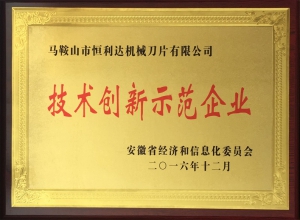 马鞍山市恒利达机械刀片有限公司
技术创新示范企业
安徽省经济和信息化委员会
二〇一六年十二月